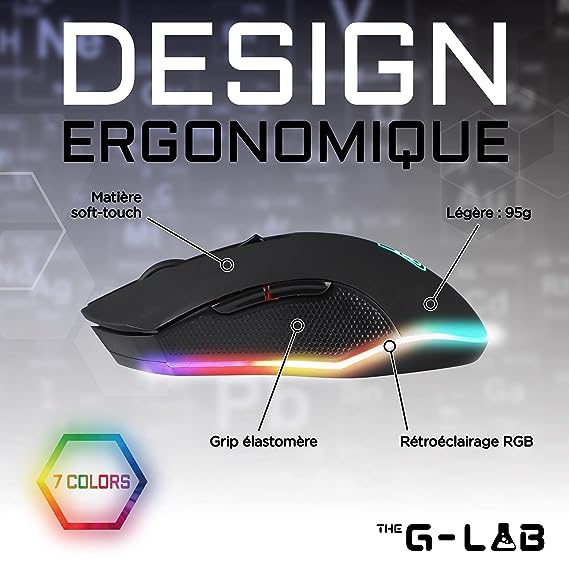 DESIGN
ERGONOMIQUE
Matière
soft-touch
Légère : 95g
Grip élastomère
Rétroéclairage RGB
7 COLORS
THE G-LAB